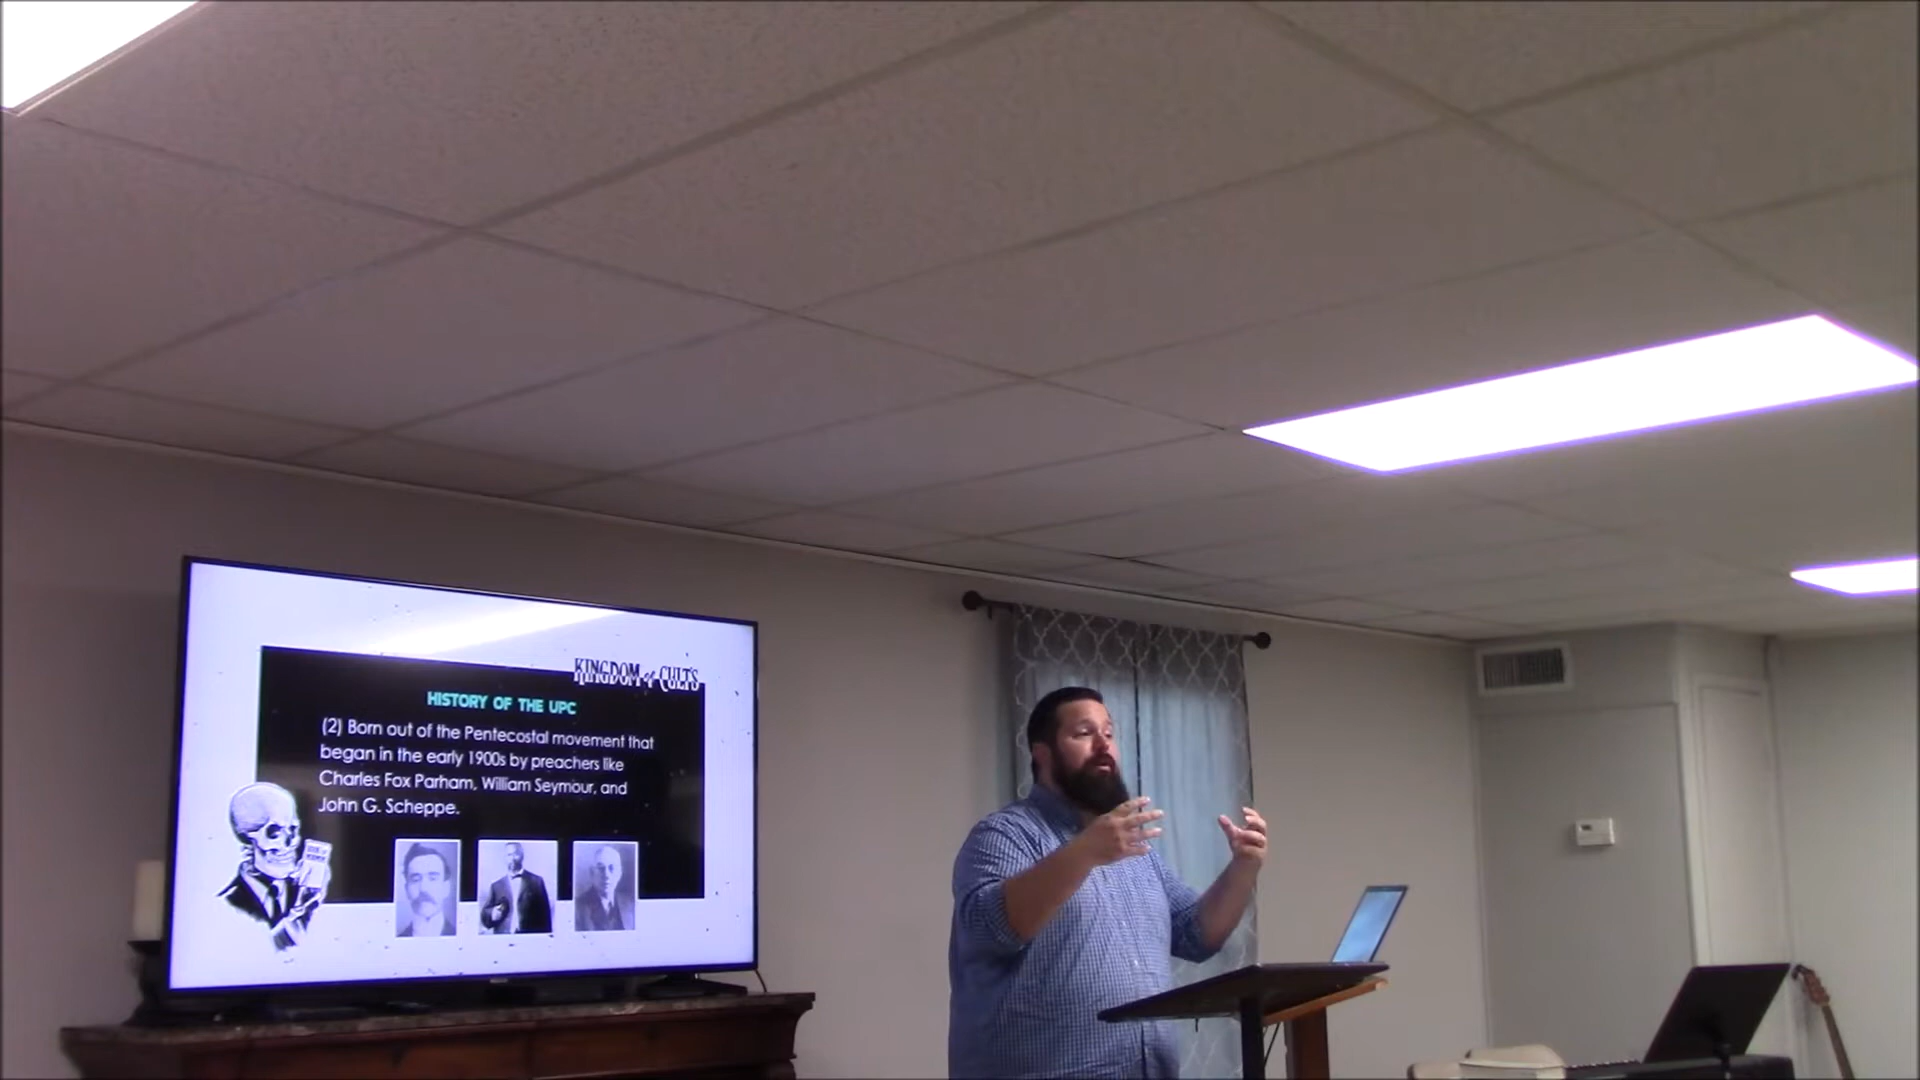 KINGDOM of CULTS
HISTORY OF THE UPC
(2) Born out of the Pentecostal movement that
began in the early 1900s by preachers like
Charles Fox Parham, William Seymour, and
John G. Scheppe.